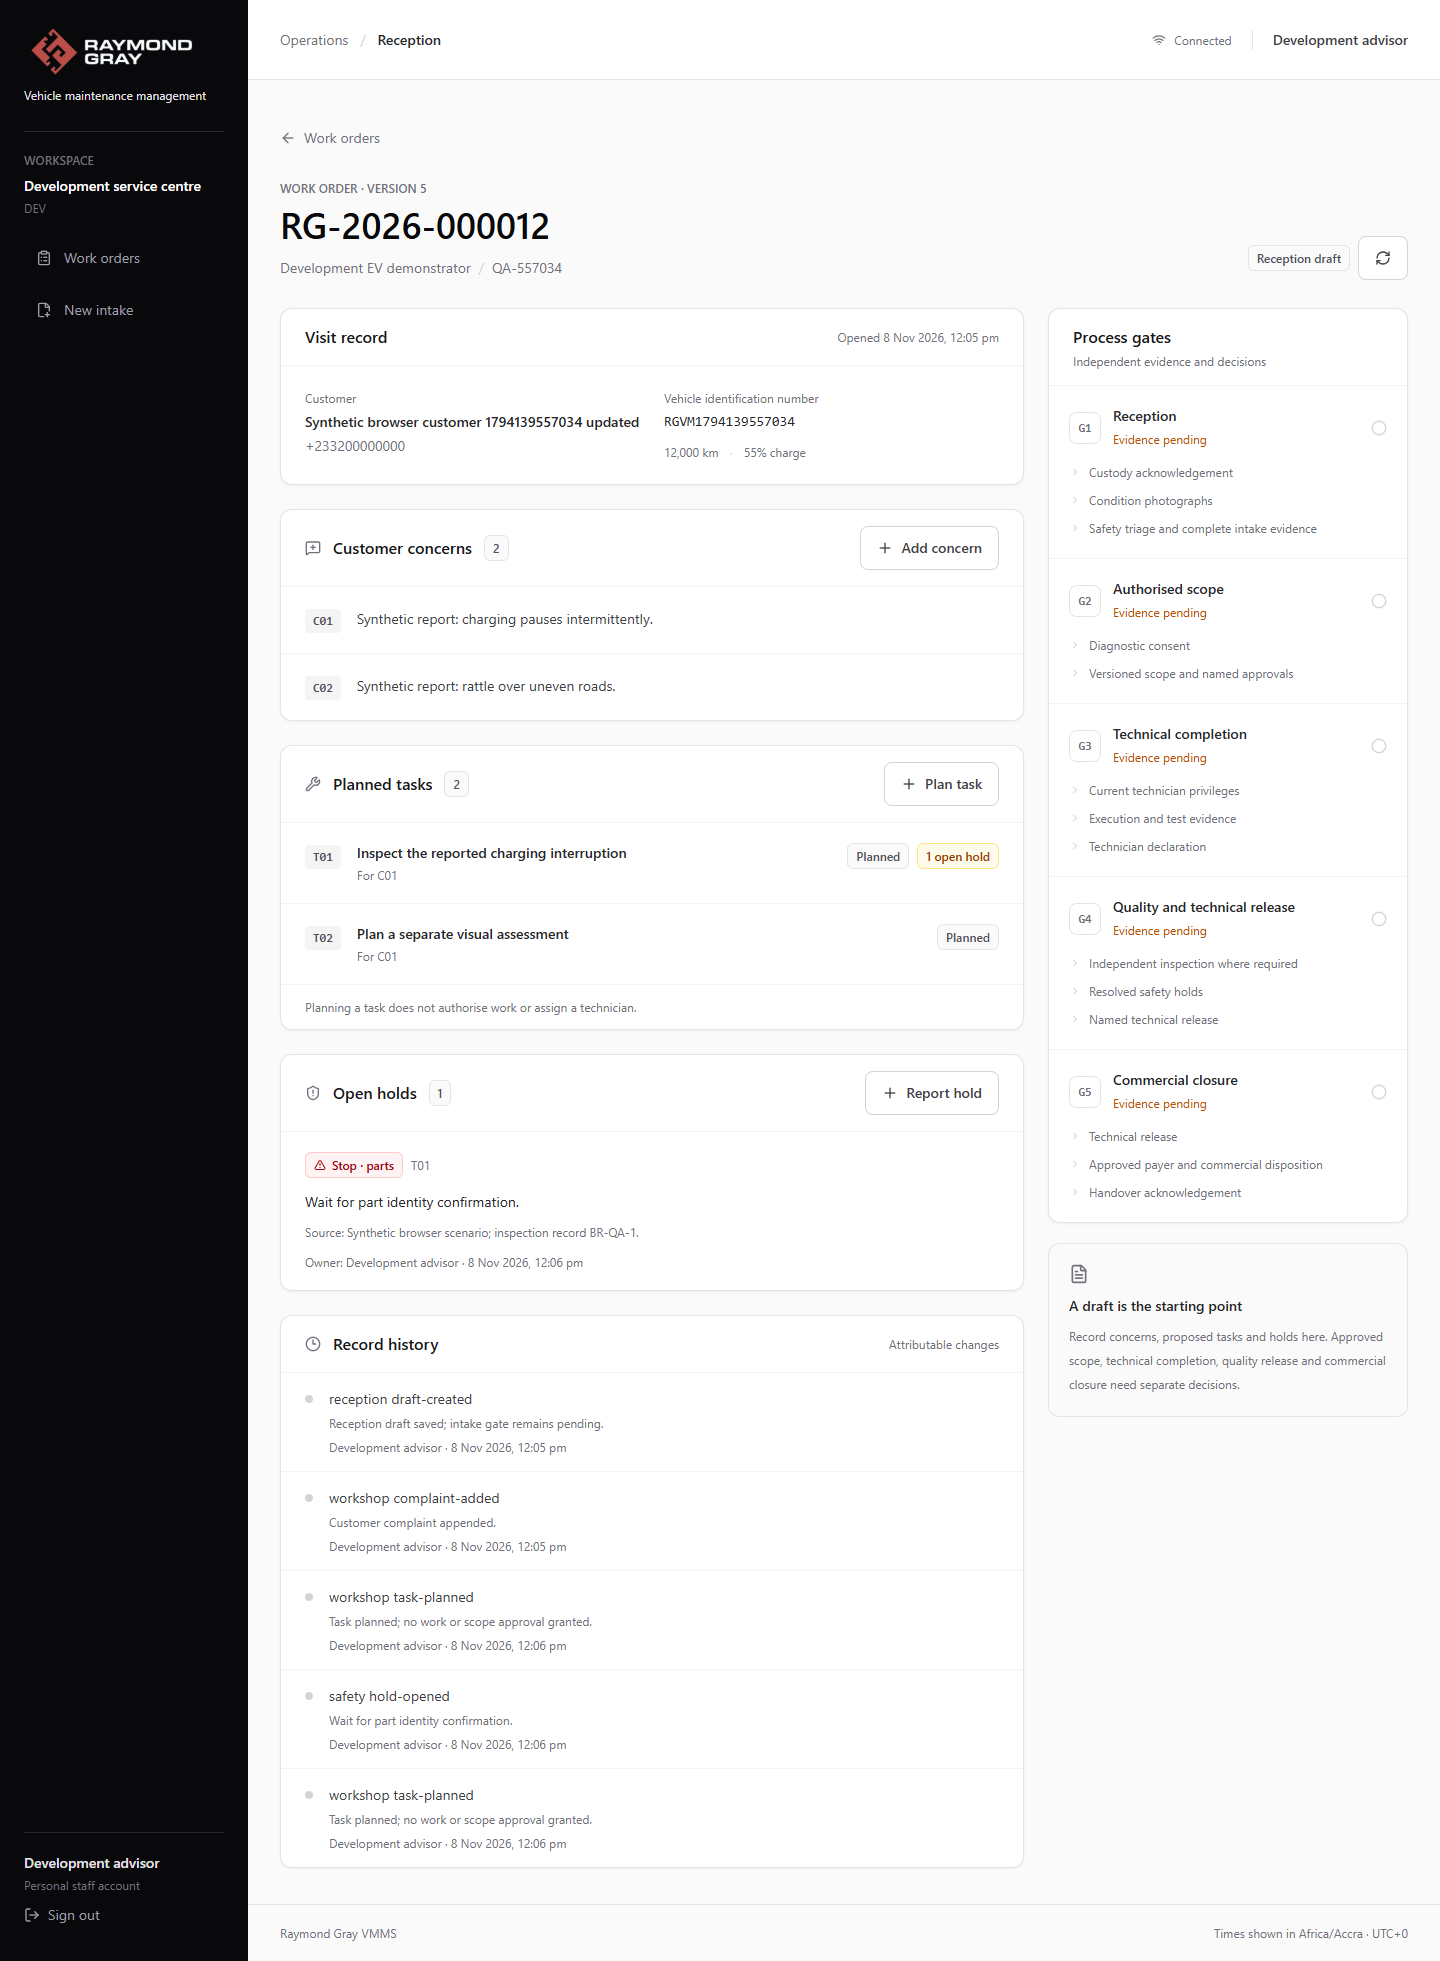 RAYMOND
GRAY
Vehicle maintenance management
WORKSPACE
Development service centre
DEV
Work orders
New intake
Development advisor
Personal staff account
Sign out
Operations / Reception
Connected
Development advisor
Work orders
WORK ORDER · VERSION 5
RG-2026-000012
Development EV demonstrator / QA-557034
Reception draft
Visit record
Opened 8 Nov 2026, 12:05 pm
Customer
Synthetic browser customer 1794139557034 updated
+233200000000
Vehicle identification number
RGVM1794139557034
12,000 km · 55% charge
Customer concerns 2
Add concern
C01 Synthetic report: charging pauses intermittently.
C02 Synthetic report: rattle over uneven roads.
Planned tasks 2
Plan task
T01 Inspect the reported charging interruption
For C01
Planned 1 open hold
T02 Plan a separate visual assessment
For C01
Planned
Planning a task does not authorise work or assign a technician.
Open holds 1
Report hold
Stop · parts T01
Wait for part identity confirmation.
Source: Synthetic browser scenario; inspection record BR-QA-1.
Owner: Development advisor · 8 Nov 2026, 12:06 pm
Record history
Attributable changes
reception draft-created
Reception draft saved; intake gate remains pending.
Development advisor · 8 Nov 2026, 12:05 pm
workshop complaint-added
Customer complaint appended.
Development advisor · 8 Nov 2026, 12:05 pm
workshop task-planned
Task planned; no work or scope approval granted.
Development advisor · 8 Nov 2026, 12:06 pm
safety hold-opened
Wait for part identity confirmation.
Development advisor · 8 Nov 2026, 12:06 pm
workshop task-planned
Task planned; no work or scope approval granted.
Development advisor · 8 Nov 2026, 12:06 pm
Process gates
Independent evidence and decisions
G1 Reception
Evidence pending
Custody acknowledgement
Condition photographs
Safety triage and complete intake evidence
G2 Authorised scope
Evidence pending
Diagnostic consent
Versioned scope and named approvals
G3 Technical completion
Evidence pending
Current technician privileges
Execution and test evidence
Technician declaration
G4 Quality and technical release
Evidence pending
Independent inspection where required
Resolved safety holds
Named technical release
G5 Commercial closure
Evidence pending
Technical release
Approved payer and commercial disposition
Handover acknowledgement
A draft is the starting point
Record concerns, proposed tasks and holds here. Approved
scope, technical completion, quality release and commercial
closure need separate decisions.
Raymond Gray VMMS
Times shown in Africa/Accra · UTC+0